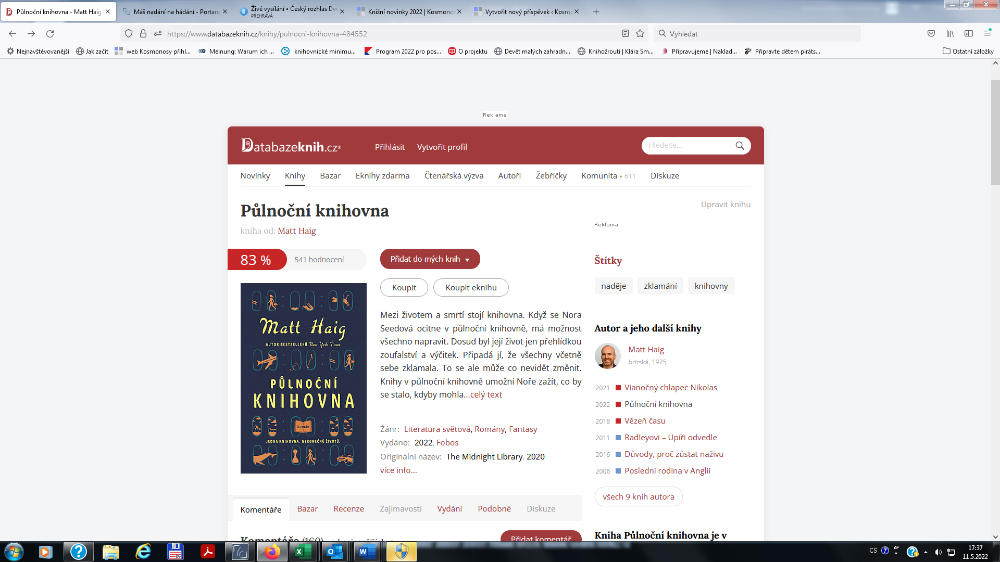 Půlnoční knihovna - Matt Haig
Máš nadání na hádání - Portaro
Živé vysílání • Český rozhlas Dvo
PŘEHRÁVÁ
Knižní novinky 2022 | Kosmonos
Vytvořit nový příspěvek ‹ Kosmo
https://www.databazeknih.cz/knihy/pulnocni-knihovna-484552
Vyhledat
Nejnavštěvovanější
Jak začít
web Kosmonosy přihl...
Meinung: Warum ich ...
knihovnické minimu...
Program 2022 pro pos...
O projektu
Devět malých zahradn...
Knihožrouti | Klára Sm...
Připravujeme | Naklad...
Připravte dětem piráts...
Ostatní záložky
Reklama
Databazeknih.cz®
Přihlásit
Vytvořit profil
Hledejte...
Novinky
Knihy
Bazar
Eknihy zdarma
Čtenářská výzva
Autoři
Žebříčky
Komunita • 611
Diskuze
Půlnoční knihovna
Upravit knihu
kniha od: Matt Haig
Reklama
83 %
541 hodnocení
Přidat do mých knih
Koupit
Koupit eknihu
Matt Haig
AUTOR BESTSELLERŮ New York Times
PŮLNOČNÍ
KNIHOVNA
Román
JEDNA KNIHOVNA. NEKONEČNĚ ŽIVOTŮ.
Mezi životem a smrtí stojí knihovna. Když se Nora
Seedová ocitne v půlnoční knihovně, má možnost
všechno napravit. Dosud byl její život jen přehlídkou
zoufalství a výčitek. Připadá jí, že všechny včetně
sebe zklamala. To se ale může co nevidět změnit.
Knihy v půlnoční knihovně umožní Noře zažít, co by
se stalo, kdyby mohla...celý text
Žánr: Literatura světová, Romány, Fantasy
Vydáno: 2022, Fobos
Originální název: The Midnight Library, 2020
více info...
Štítky
naděje
zklamání
knihovny
Autor a jeho další knihy
Matt Haig
britská, 1975
2021 Vianočný chlapec Nikolas
2022 Půlnoční knihovna
2018 Vězeň času
2011 Radleyovi – Upíři odvedle
2016 Důvody, proč zůstat naživu
2006 Poslední rodina v Anglii
všech 9 knih autora
Komentáře
Bazar
Recenze
Zajímavosti
Vydání
Podobné
Diskuze
Komentáře (160)
od nejnovějších
Přidat komentář
Kniha Půlnoční knihovna je v
64
CS
17:37
11.5.2022